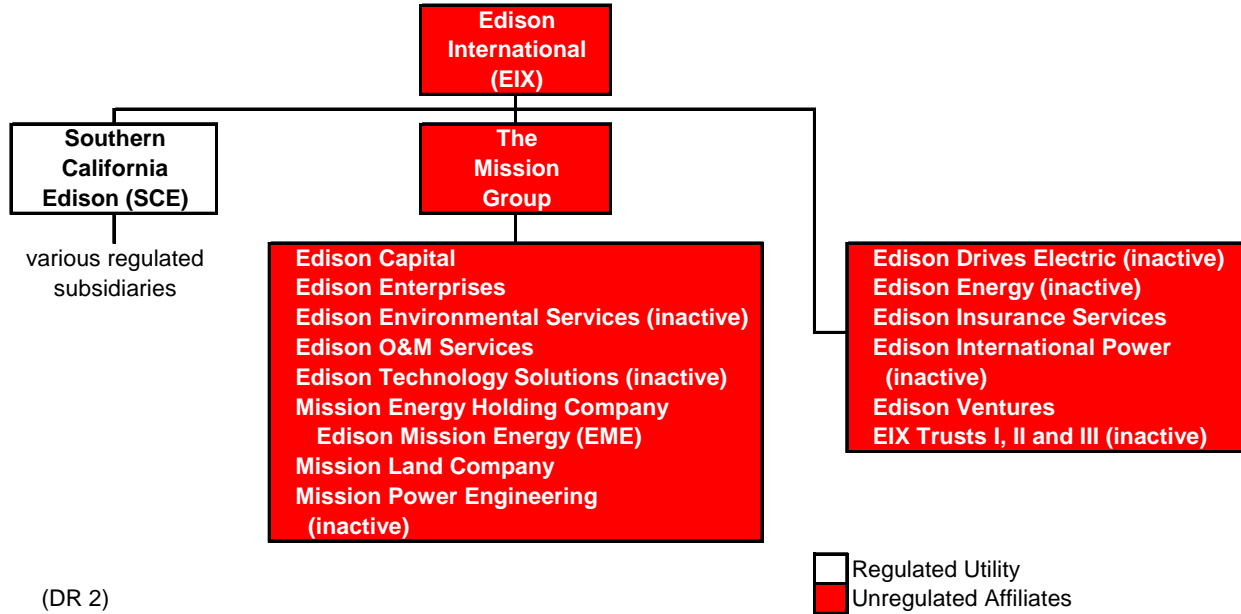 Edison
International
(EIX)
Southern
California
Edison (SCE)
The
Mission
Group
various regulated
subsidiaries
Edison Capital
Edison Enterprises
Edison Environmental Services (inactive)
Edison O&M Services
Edison Technology Solutions (inactive)
Mission Energy Holding Company
Edison Mission Energy (EME)
Mission Land Company
Mission Power Engineering
(inactive)
Edison Drives Electric (inactive)
Edison Energy (inactive)
Edison Insurance Services
Edison International Power
(inactive)
Edison Ventures
EIX Trusts I, II and III (inactive)
(DR 2)
Regulated Utility
Unregulated Affiliates